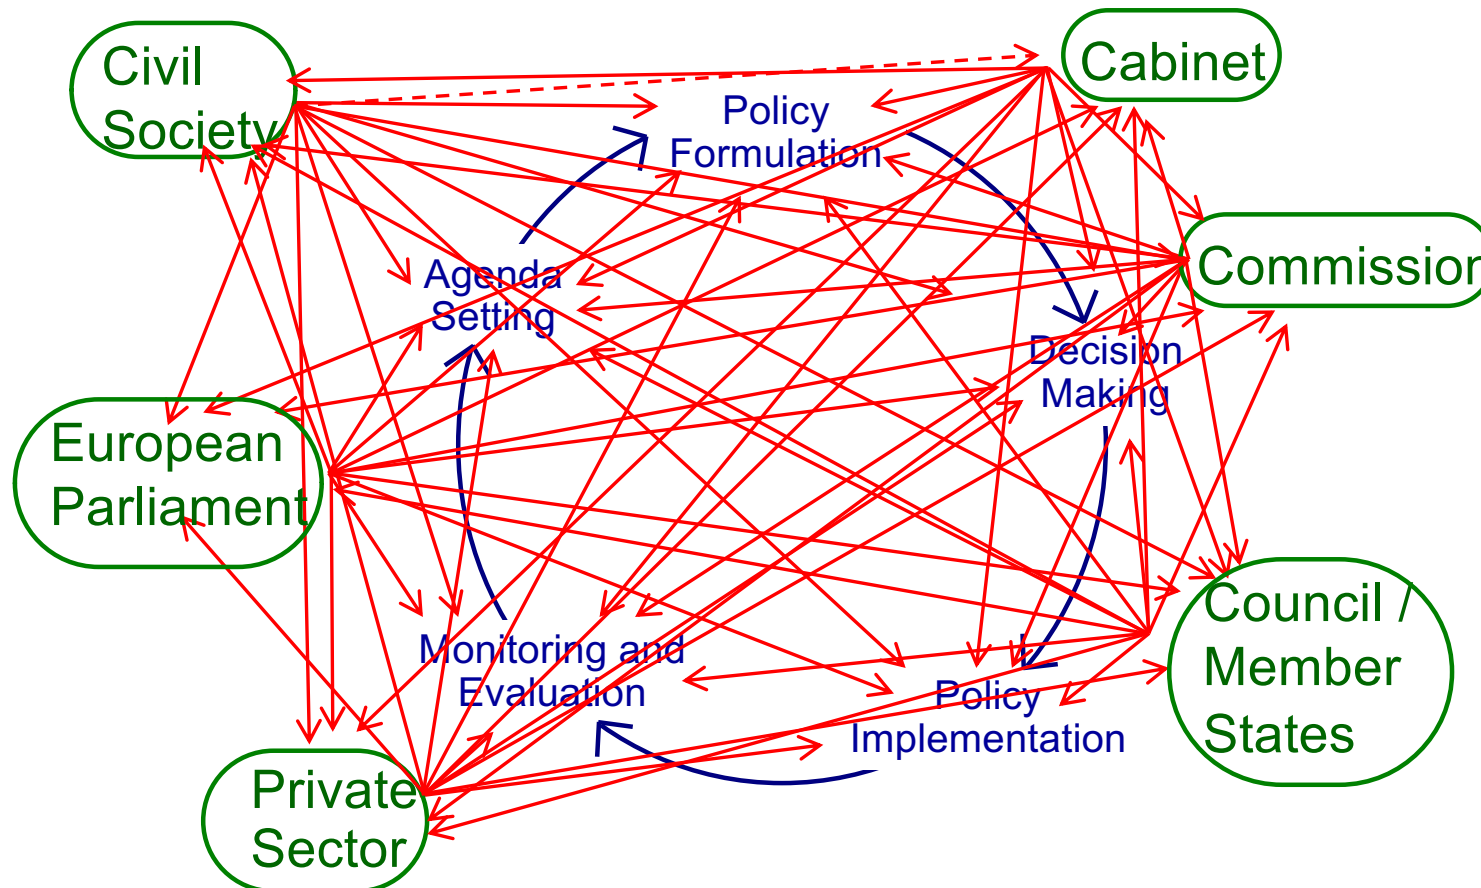 Civil
Society
Cabinet
Policy
Formulation
Commission
Agenda
Setting
Decision
Making
European
Parliament
Council /
Member
States
Monitoring and
Evaluation
Policy
Implementation
Private
Sector